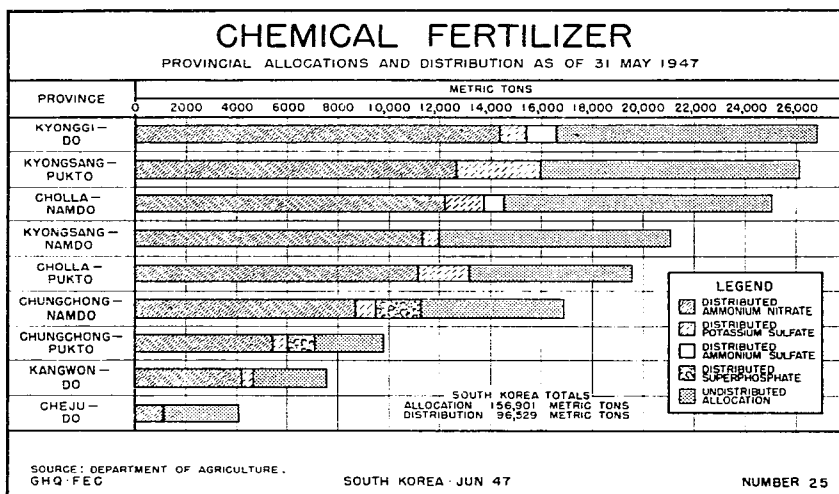 CHEMICAL FERTILIZER
PROVINCIAL ALLOCATIONS AND DISTRIBUTION AS OF 31 MAY 1947
PROVINCE
METRIC TONS
0 2000 4000 6000 8000 10,000 12,000 14,000 16,000 18,000 20,000 22,000 24,000 26,000
KYONGGI—
DO
KYONGSANG—
PUKTO
CHOLLA—
NAMDO
KYONGSANG—
NAMDO
CHOLLA—
PUKTO
CHUNGCHONG—
NAMDO
CHUNGCHONG—
PUKTO
KANGWON—
DO
CHEJU—
DO
LEGEND
DISTRIBUTED
AMMONIUM NITRATE
DISTRIBUTED
POTASSIUM SULFATE
DISTRIBUTED
AMMONIUM SULFATE
DISTRIBUTED
SUPERPHOSPHATE
UNDISTRIBUTED
ALLOCATION
SOUTH KOREA TOTALS
ALLOCATION 156,901 METRIC TONS
DISTRIBUTION 96,529 METRIC TONS
SOURCE: DEPARTMENT OF AGRICULTURE.
GHQ-FEC SOUTH KOREA-JUN 47 NUMBER 25